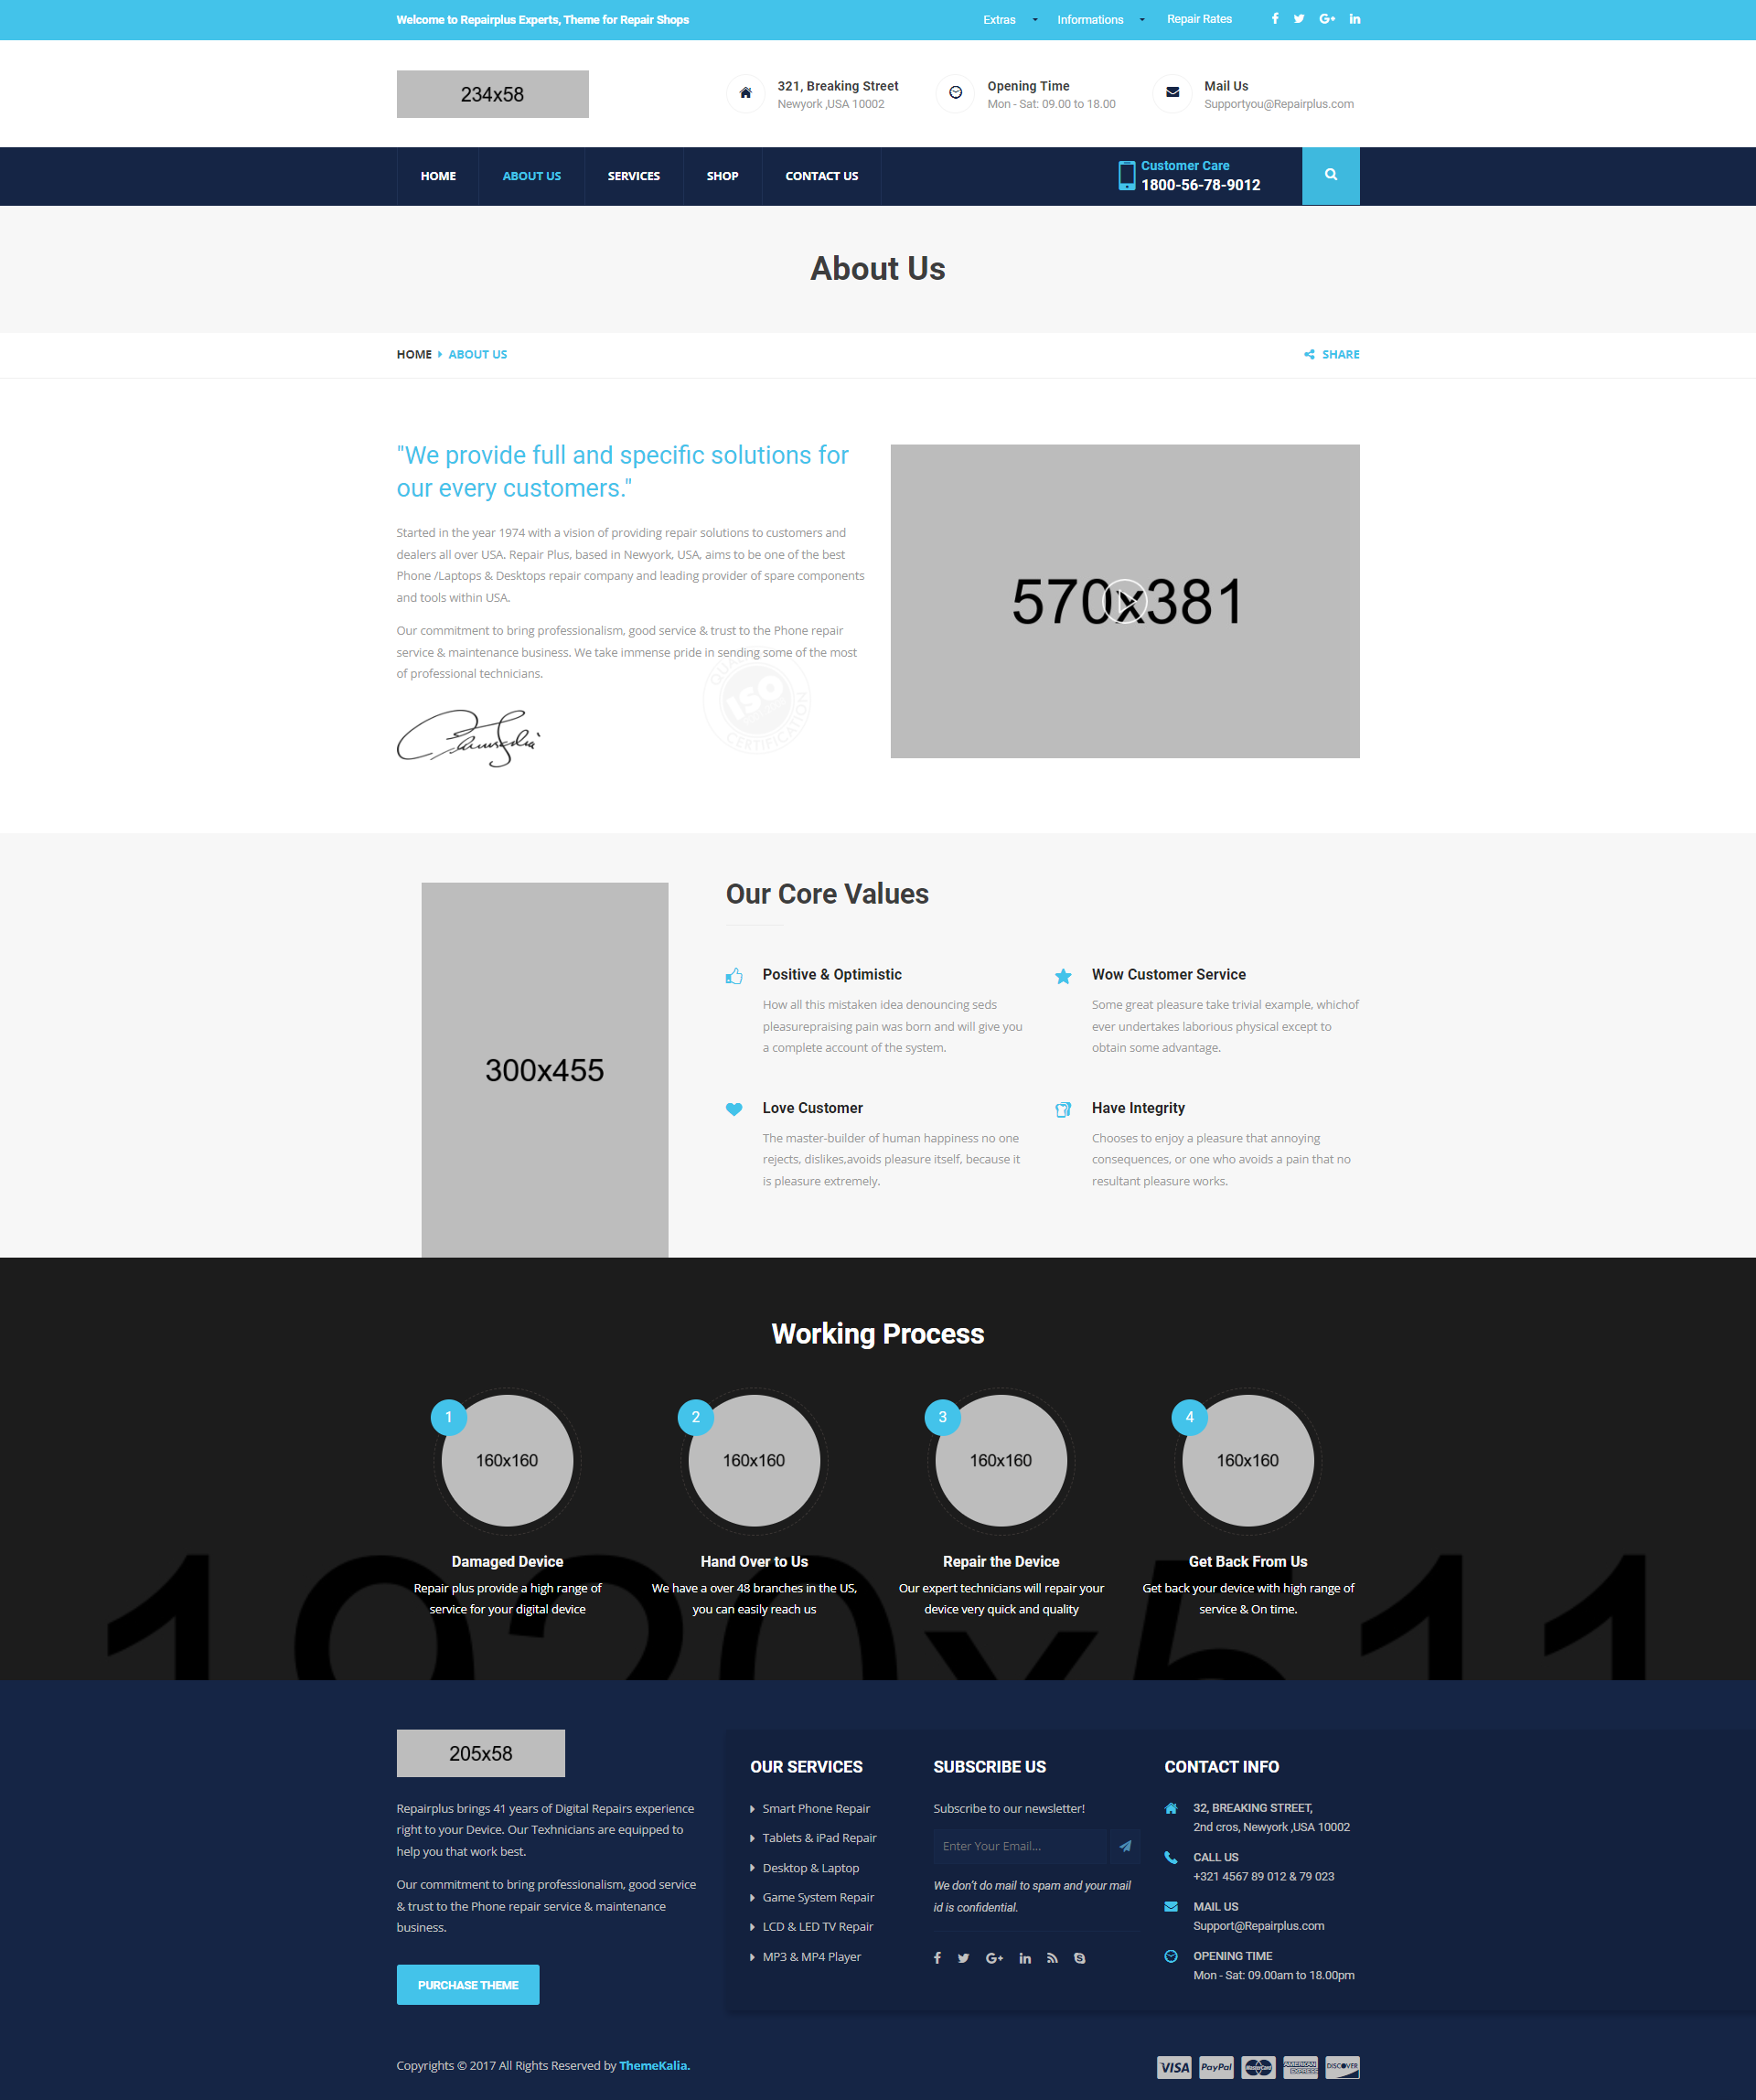 Welcome to Repairplus Experts, Theme for Repair Shops
Extras
Informations
Repair Rates
234x58
321, Breaking Street
Newyork ,USA 10002
Opening Time
Mon - Sat: 09.00 to 18.00
Mail Us
Supportyou@Repairplus.com
HOME
ABOUT US
SERVICES
SHOP
CONTACT US
Customer Care
1800-56-78-9012
About Us
HOME
ABOUT US
SHARE
"We provide full and specific solutions for
our every customers."
Started in the year 1974 with a vision of providing repair solutions to customers and
dealers all over USA. Repair Plus, based in Newyork, USA, aims to be one of the best
Phone /Laptops & Desktops repair company and leading provider of spare components
and tools within USA.
Our commitment to bring professionalism, good service & trust to the Phone repair
service & maintenance business. We take immense pride in sending some of the most
of professional technicians.
ISO
CERTIFICATION
570x381
300x455
Our Core Values
Positive & Optimistic
How all this mistaken idea denouncing seds
pleasurepraising pain was born and will give you
a complete account of the system.
Wow Customer Service
Some great pleasure take trivial example, whichof
ever undertakes laborious physical except to
obtain some advantage.
Love Customer
The master-builder of human happiness no one
rejects, dislikes,avoids pleasure itself, because it
is pleasure extremely.
Have Integrity
Chooses to enjoy a pleasure that annoying
consequences, or one who avoids a pain that no
resultant pleasure works.
Working Process
1
160x160
Damaged Device
Repair plus provide a high range of
service for your digital device
2
160x160
Hand Over to Us
We have a over 48 branches in the US,
you can easily reach us
3
160x160
Repair the Device
Our expert technicians will repair your
device very quick and quality
4
160x160
Get Back From Us
Get back your device with high range of
service & On time.
1920x511
205x58
Repairplus brings 41 years of Digital Repairs experience
right to your Device. Our Texhnicians are equipped to
help you that work best.
Our commitment to bring professionalism, good service
& trust to the Phone repair service & maintenance
business.
PURCHASE THEME
OUR SERVICES
Smart Phone Repair
Tablets & iPad Repair
Desktop & Laptop
Game System Repair
LCD & LED TV Repair
MP3 & MP4 Player
SUBSCRIBE US
Subscribe to our newsletter!
Enter Your Email...
We don't do mail to spam and your mail
id is confidential.
CONTACT INFO
32, BREAKING STREET,
2nd cros, Newyork ,USA 10002
CALL US
+321 4567 89 012 & 79 023
MAIL US
Support@Repairplus.com
OPENING TIME
Mon - Sat: 09.00am to 18.00pm
Copyrights © 2017 All Rights Reserved by ThemeKalia.
VISA
PayPal
MasterCard
AMERICAN EXPRESS
DISCOVER